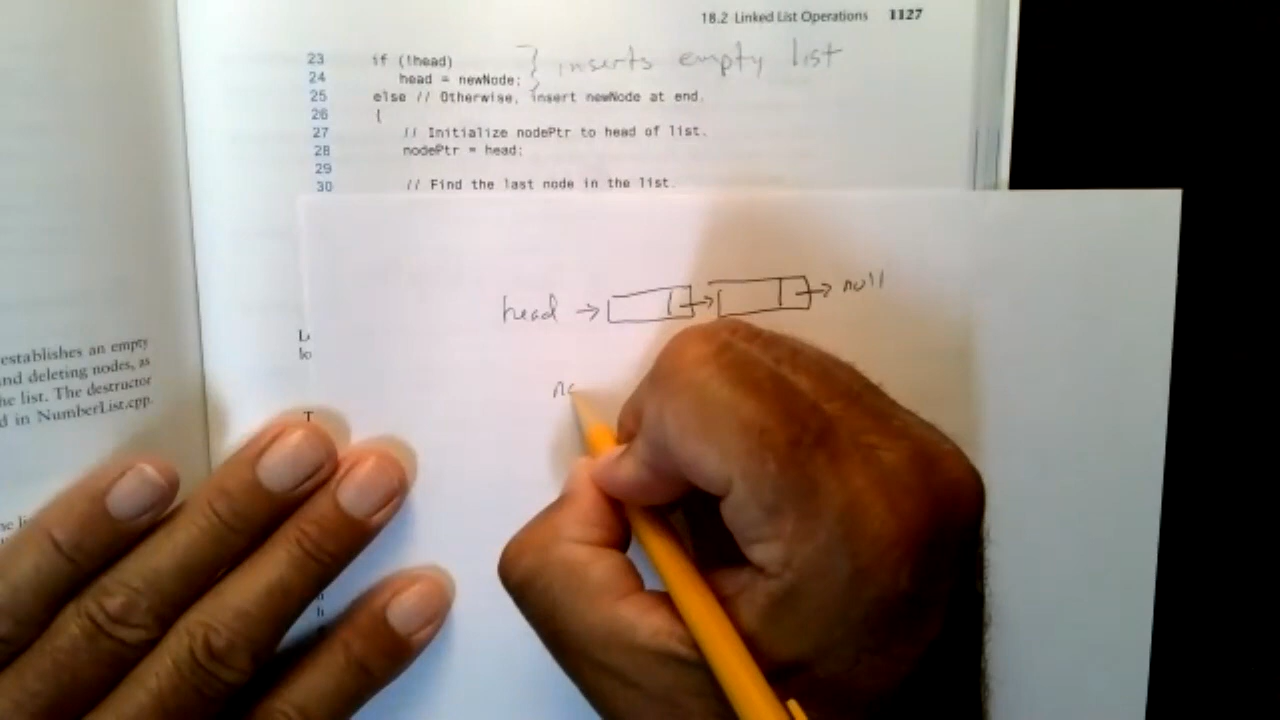 18.2 Linked List Operations 1127
23 if (!head) } inserts empty list
24 head = newNode;
25 else // Otherwise, insert newNode at end.
26 {
27 // Initialize nodePtr to head of list.
28 nodePtr = head;
29
30 // Find the last node in the list.
head → → → null
establishes an empty
nd deleting nodes, as
he list. The destructor
d in NumberList.cpp.